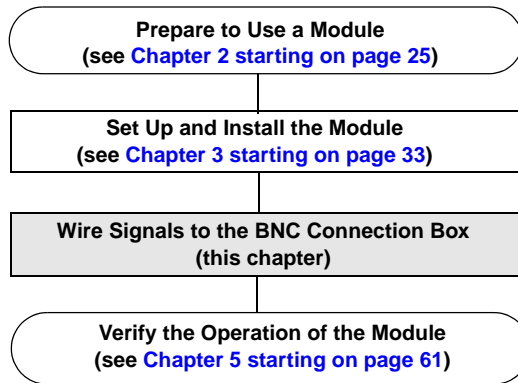 Prepare to Use a Module
(see Chapter 2 starting on page 25)
Set Up and Install the Module
(see Chapter 3 starting on page 33)
Wire Signals to the BNC Connection Box
(this chapter)
Verify the Operation of the Module
(see Chapter 5 starting on page 61)